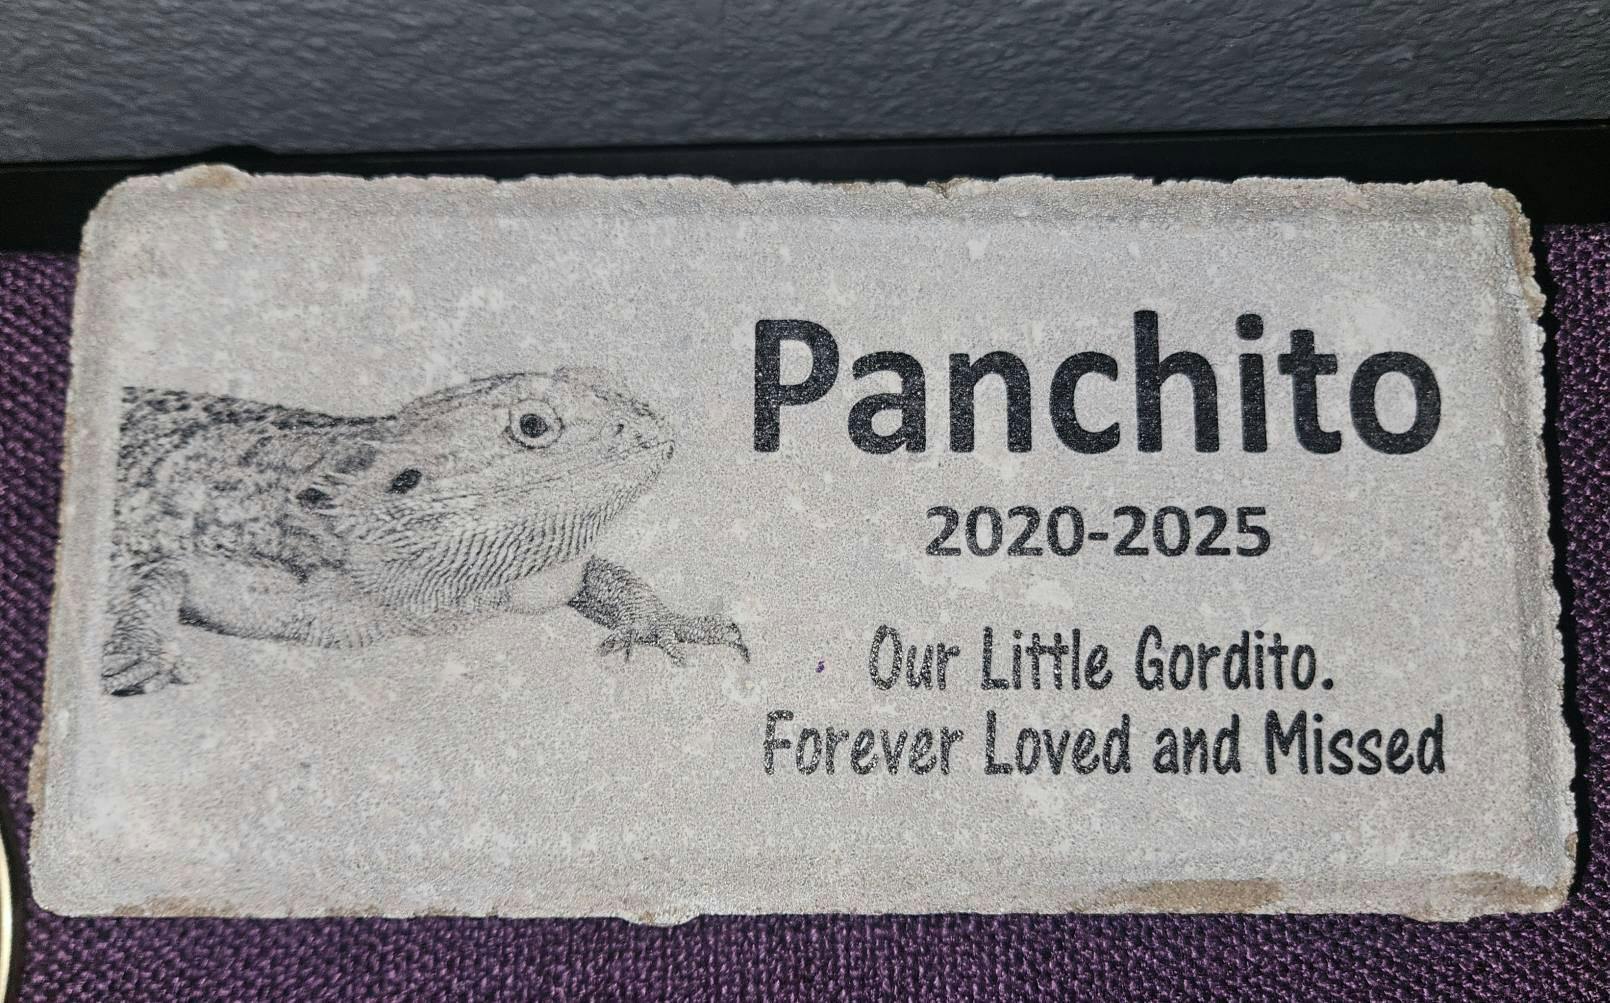 Panchito
2020-2025
Our Little Gordito.
Forever Loved and Missed